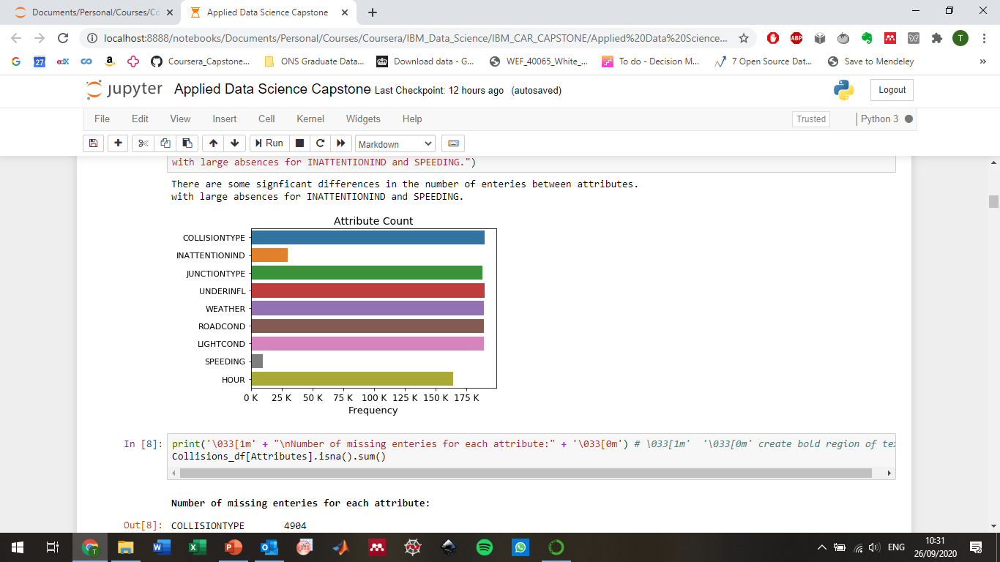 Documents/Personal/Courses/Co
Applied Data Science Capstone
localhost:8888/notebooks/Documents/Personal/Courses/Coursera/IBM_Data_Science/IBM_CAR_CAPSTONE/Applied%20Data%20Science...
ABP
T
G
27
edX
a
Coursera_Capstone...
ONS Graduate Data...
Download data - G...
WEF_40065_White_...
To do - Decision M...
7 Open Source Dat...
Save to Mendeley
»
jupyter Applied Data Science Capstone Last Checkpoint: 12 hours ago (autosaved)
Logout
File Edit View Insert Cell Kernel Widgets Help
Trusted
Python 3
Run
Markdown
with large absences for INATTENTIONIND and SPEEDING.")
There are some signficant differences in the number of enteries between attributes.
with large absences for INATTENTIONIND and SPEEDING.
Attribute Count
COLLISIONTYPE
INATTENTIONIND
JUNCTIONTYPE
UNDERINFL
WEATHER
ROADCOND
LIGHTCOND
SPEEDING
HOUR
0 K 25 K 50 K 75 K 100 K 125 K 150 K 175 K
Frequency
In [8]: print('\033[1m' + "\nNumber of missing enteries for each attribute:" + '\033[0m') # \033[1m'  '\033[0m' create bold region of tex
Collisions_df[Attributes].isna().sum()
Number of missing enteries for each attribute:
Out[8]: COLLISIONTYPE 4904
ENG
10:31
26/09/2020